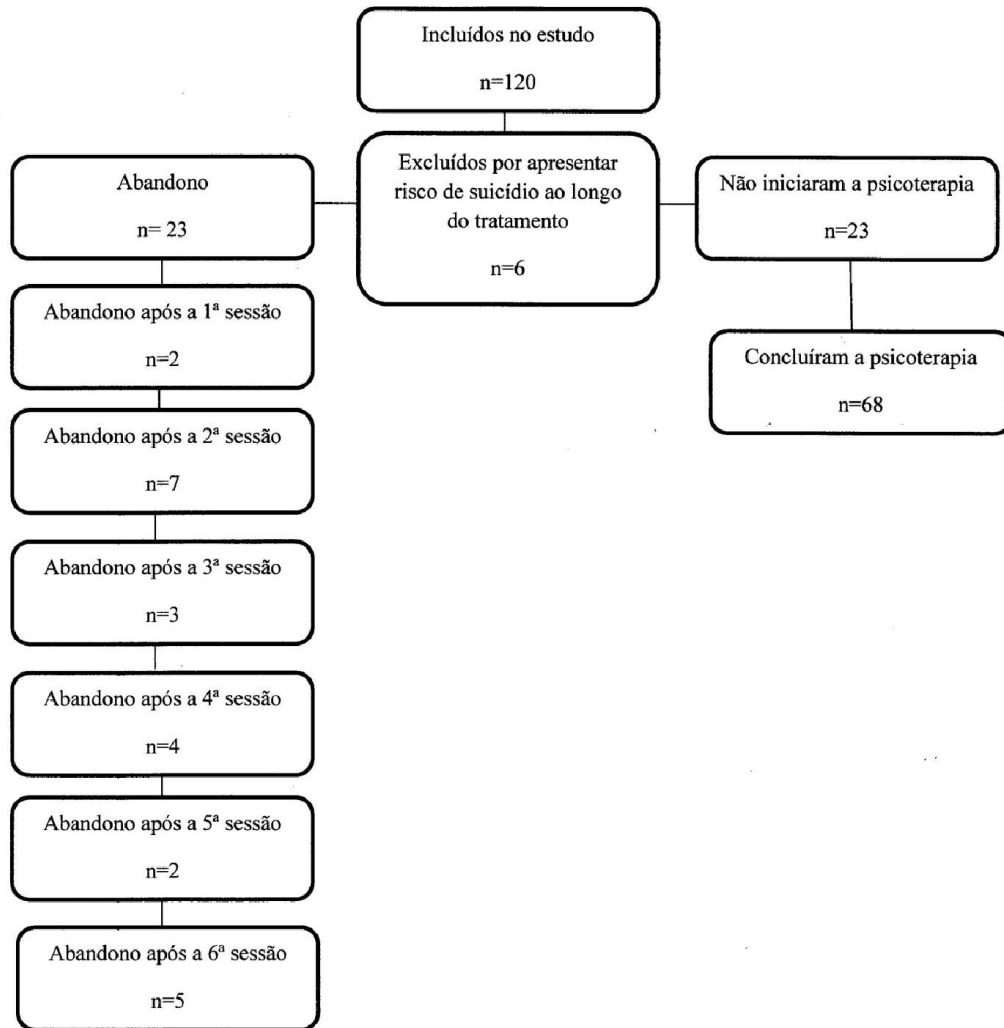 Incluídos no estudo
n=120
Excluídos por apresentar
risco de suicídio ao longo
do tratamento
n=6
Abandono
n= 23
Não iniciaram a psicoterapia
n=23
Abandono após a 1ª sessão
n=2
Concluíram a psicoterapia
n=68
Abandono após a 2ª sessão
n=7
Abandono após a 3ª sessão
n=3
Abandono após a 4ª sessão
n=4
Abandono após a 5ª sessão
n=2
Abandono após a 6ª sessão
n=5